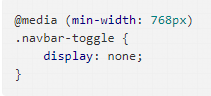 @media (min-width: 768px)
.navbar-toggle {
    display: none;
}